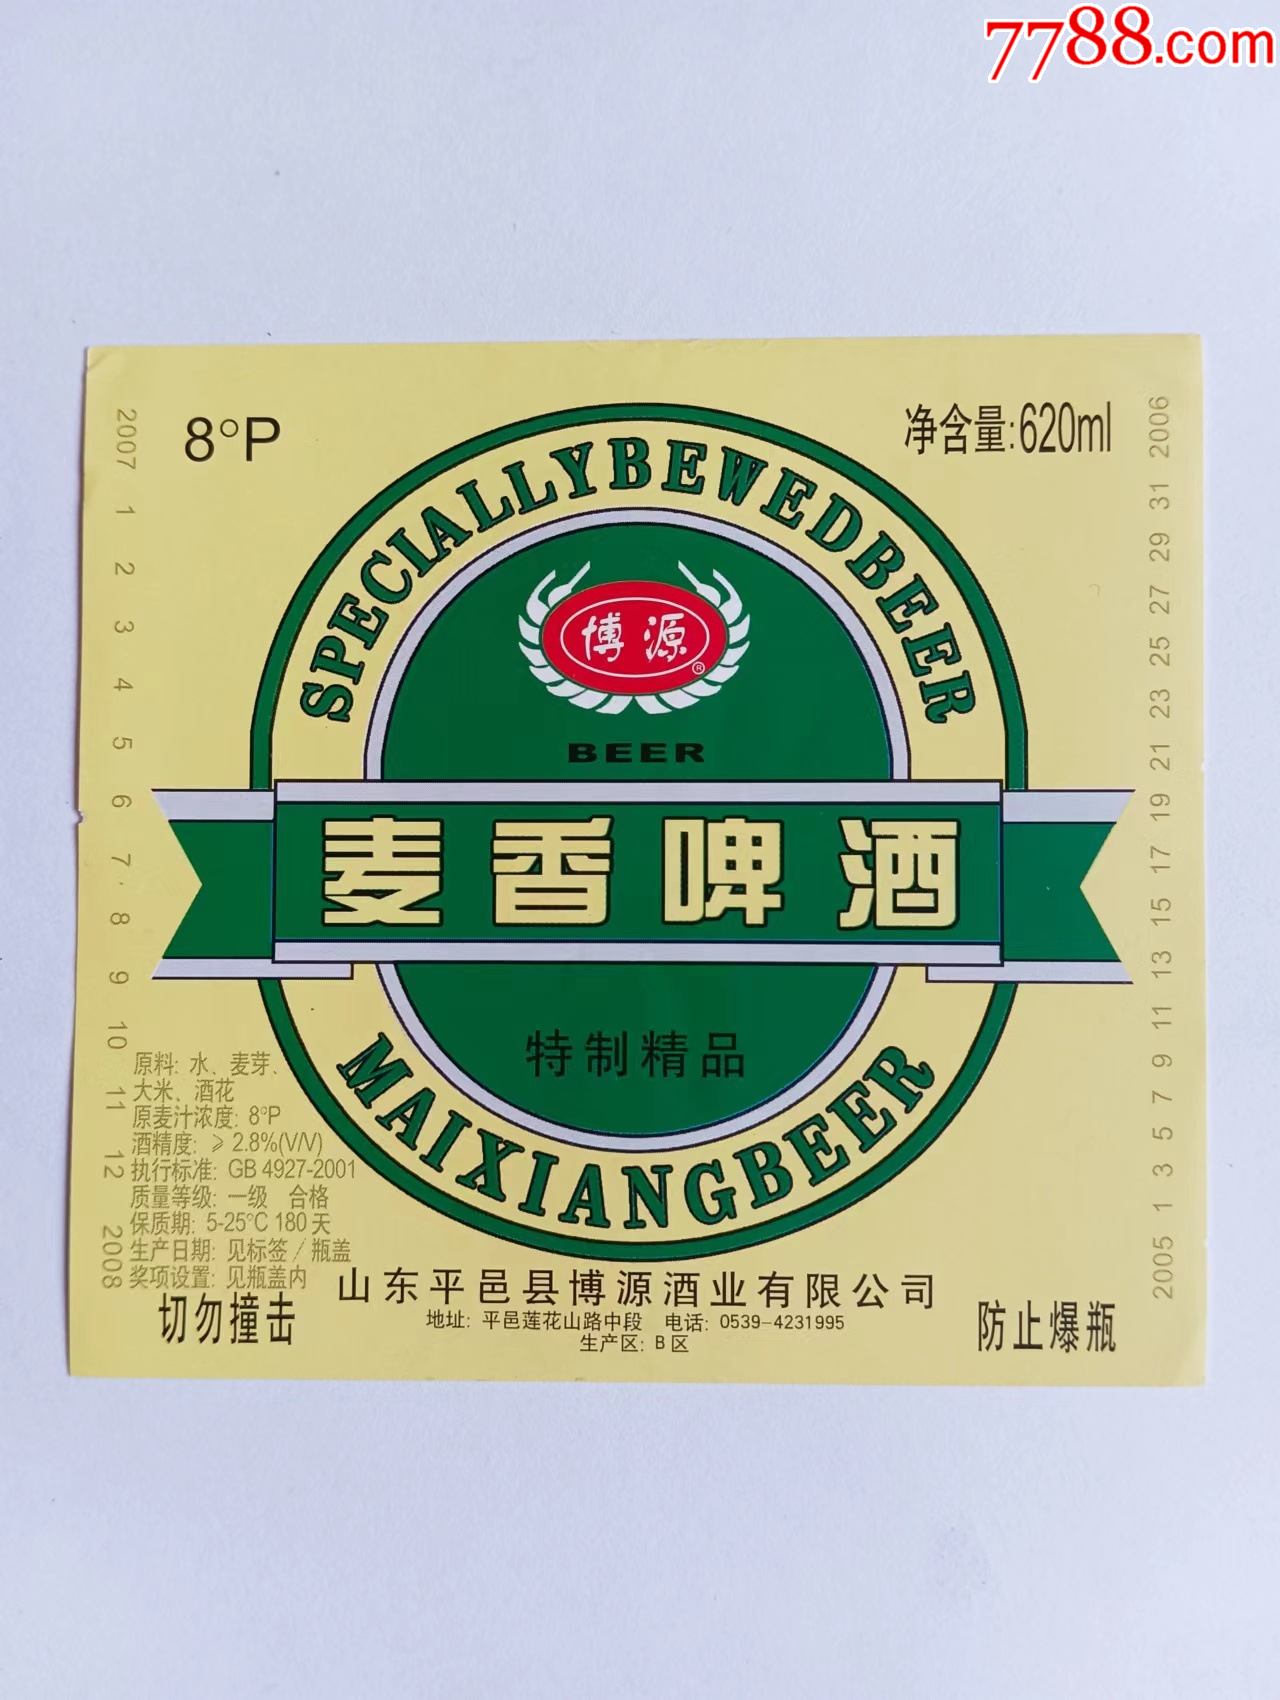 7788.com
8°P
净含量:620ml
SPECIALLYBEWEDBEER
博源®
BEER
麦香啤酒
特制精品
MAIXIANGBEER
2007 1 2 3 4 5 6 7 8 9 10 11 12 2008
2005 1 3 5 7 9 11 13 15 17 19 21 23 25 27 29 31 2006
原料: 水、麦芽、
大米、酒花
原麦汁浓度: 8°P
酒精度: ≥2.8%(V/V)
执行标准: GB 4927-2001
质量等级: 一级 合格
保质期: 5-25°C 180天
生产日期: 见标签/瓶盖
奖项设置: 见瓶盖内
山东平邑县博源酒业有限公司
地址: 平邑莲花山路中段 电话: 0539-4231995
生产区: B区
切勿撞击
防止爆瓶